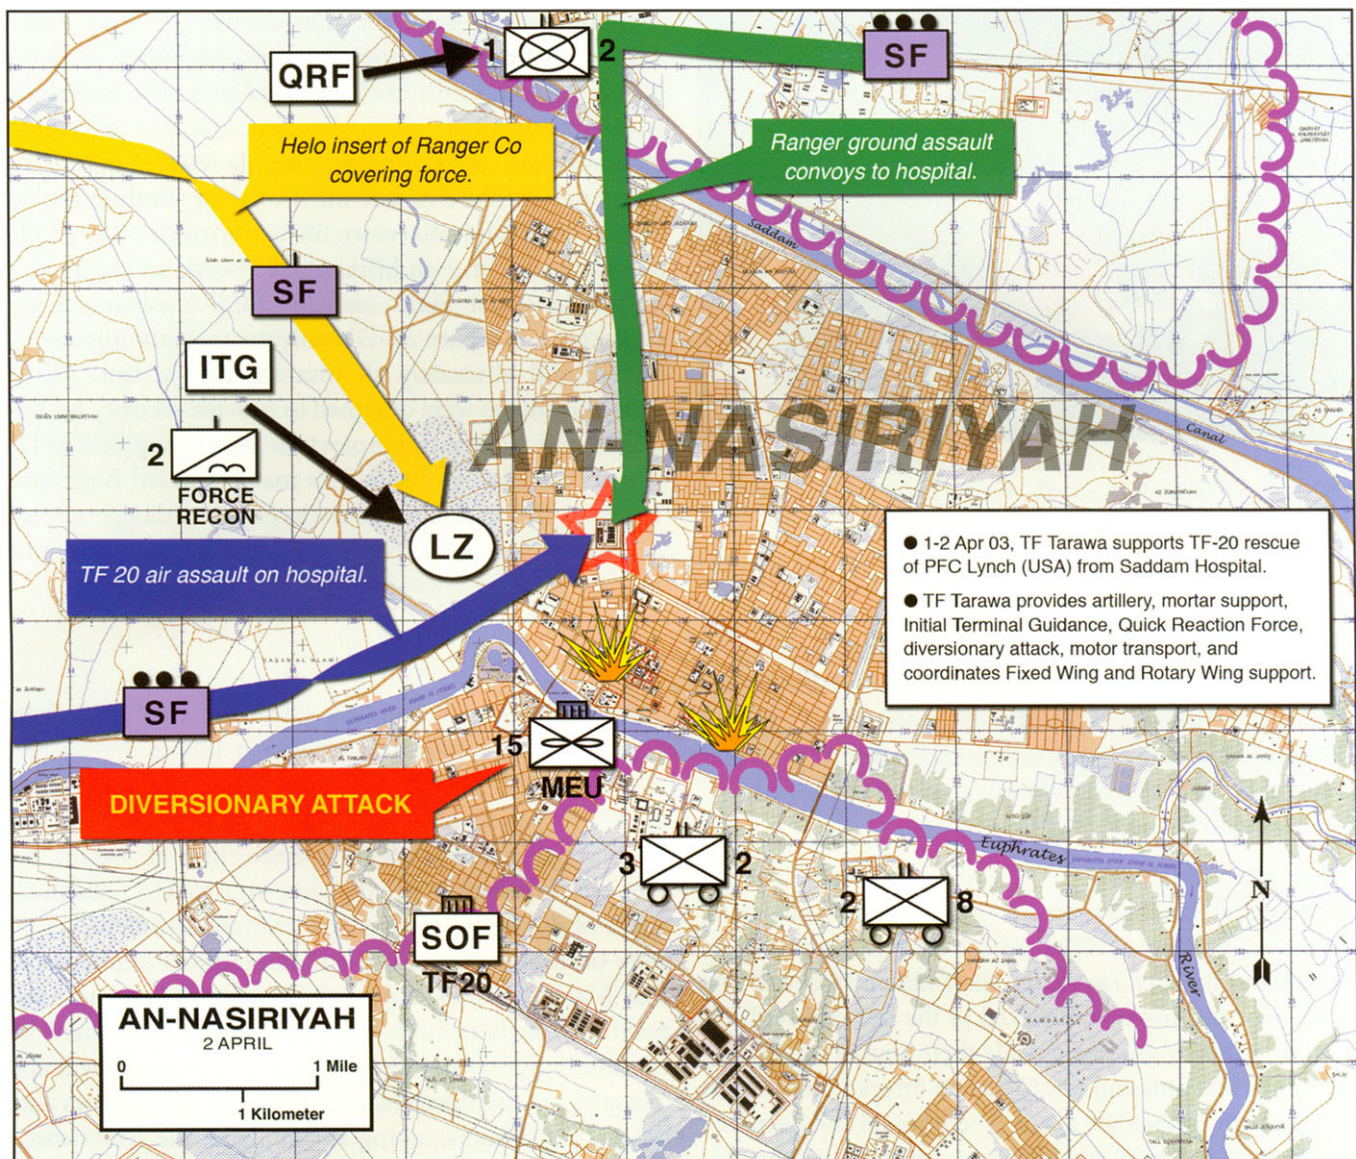 SF
QRF
1
2
Helo insert of Ranger Co
covering force.
Ranger ground assault
convoys to hospital.
Saddam
SF
ITG
2
FORCE
RECON
AN-NASIRIYAH
Canal
LZ
TF 20 air assault on hospital.
● 1-2 Apr 03, TF Tarawa supports TF-20 rescue
of PFC Lynch (USA) from Saddam Hospital.
● TF Tarawa provides artillery, mortar support,
Initial Terminal Guidance, Quick Reaction Force,
diversionary attack, motor transport, and
coordinates Fixed Wing and Rotary Wing support.
SF
15
MEU
DIVERSIONARY ATTACK
3
2
Euphrates
2
8
N
SOF
TF20
River
AN-NASIRIYAH
2 APRIL
0
1 Mile
1 Kilometer